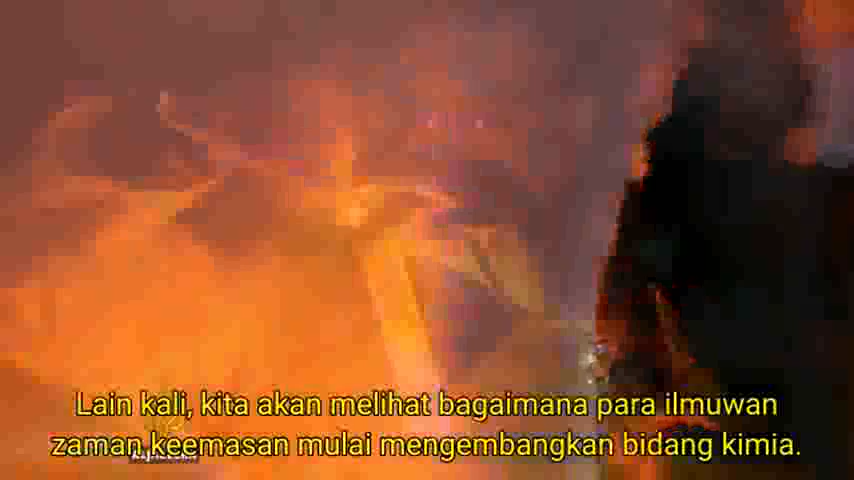 Lain kali, kita akan melihat bagaimana para ilmuwan
zaman keemasan mulai mengembangkan bidang kimia.